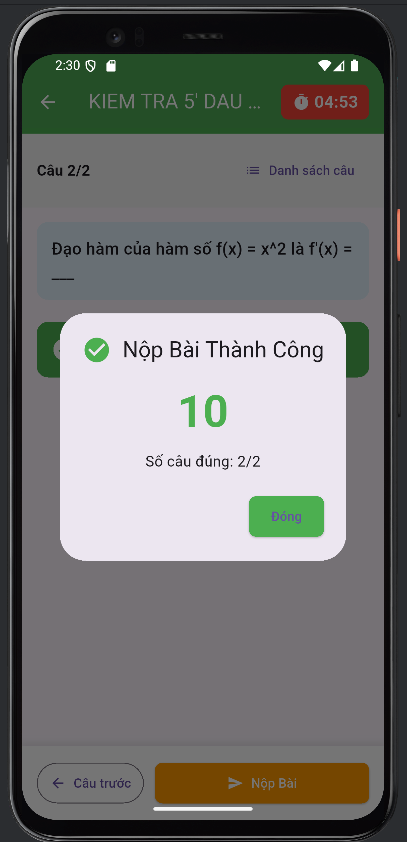 2:30
KIEM TRA 5' DAU ...
04:53
Câu 2/2
Danh sách câu
Đạo hàm của hàm số f(x) = x^2 là f'(x) =
___
Nộp Bài Thành Công
10
Số câu đúng: 2/2
Đóng
Câu trước
Nộp Bài